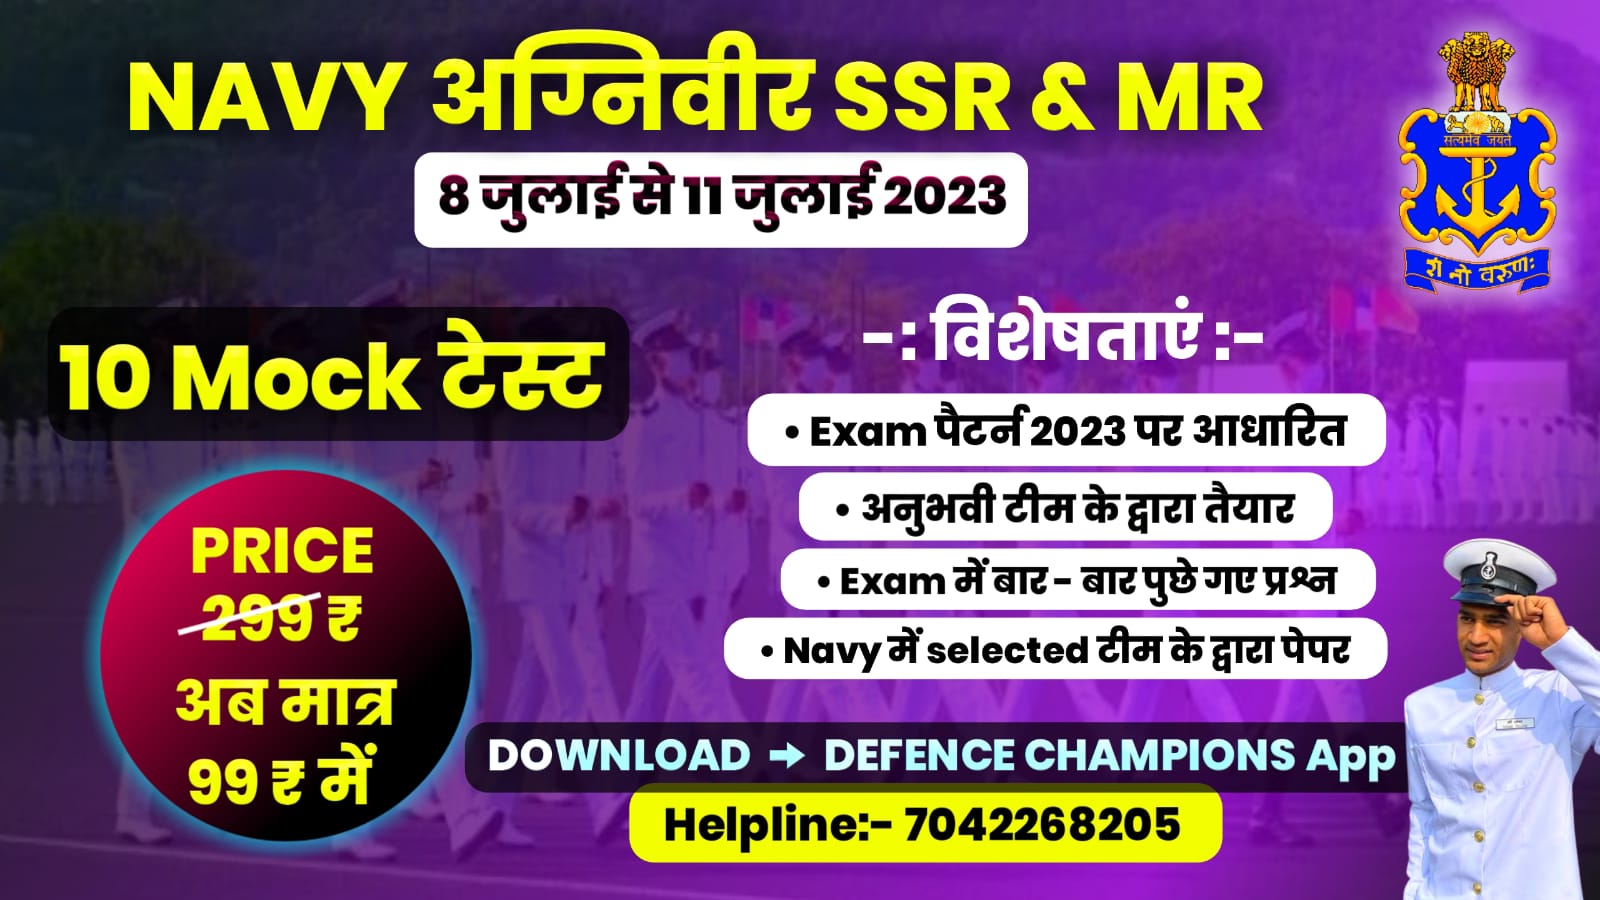 NAVY अग्निवीर SSR & MR
8 जुलाई से 11 जुलाई 2023
सत्यमेव जयते
शं नो वरुणः
10 Mock टेस्ट
PRICE
299 ₹
अब मात्र
99 ₹ में
-: विशेषताएं :-
• Exam पैटर्न 2023 पर आधारित
• अनुभवी टीम के द्वारा तैयार
• Exam में बार - बार पुछे गए प्रश्न
• Navy में selected टीम के द्वारा पेपर
DOWNLOAD ➡ DEFENCE CHAMPIONS App
Helpline:- 7042268205